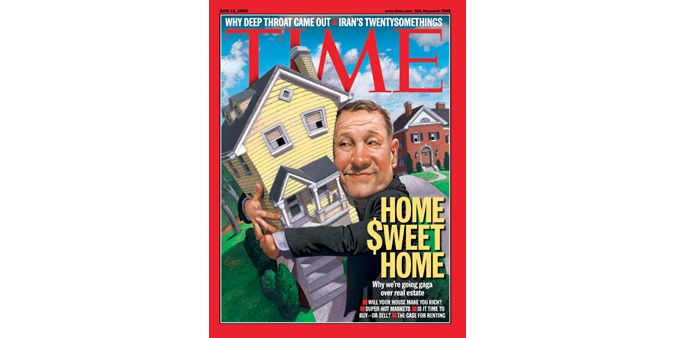 JUNE 13, 2005 www.time.com AOL Keyword: TIME
WHY DEEP THROAT CAME OUT ■ IRAN'S TWENTYSOMETHINGS
TIME
HOME
$WEET
HOME
Why we're going gaga
over real estate
■ WILL YOUR HOUSE MAKE YOU RICH?
■ SUPER-HOT MARKETS ■ IS IT TIME TO
BUY—OR SELL? ■ THE CASE FOR RENTING